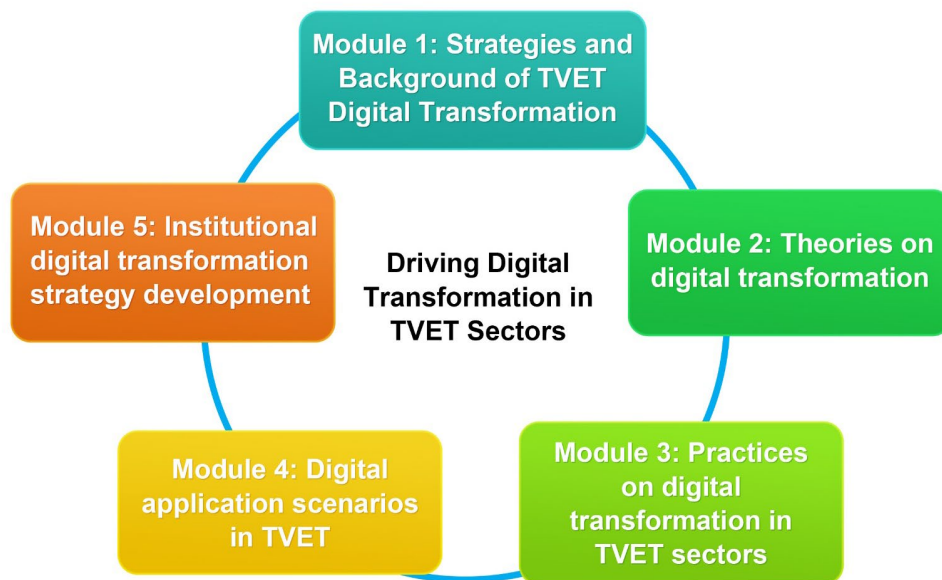 Module 1: Strategies and
Background of TVET
Digital Transformation
Module 2: Theories on
digital transformation
Module 3: Practices
on digital
transformation in
TVET sectors
Module 4: Digital
application scenarios
in TVET
Module 5: Institutional
digital transformation
strategy development
Driving Digital
Transformation in
TVET Sectors